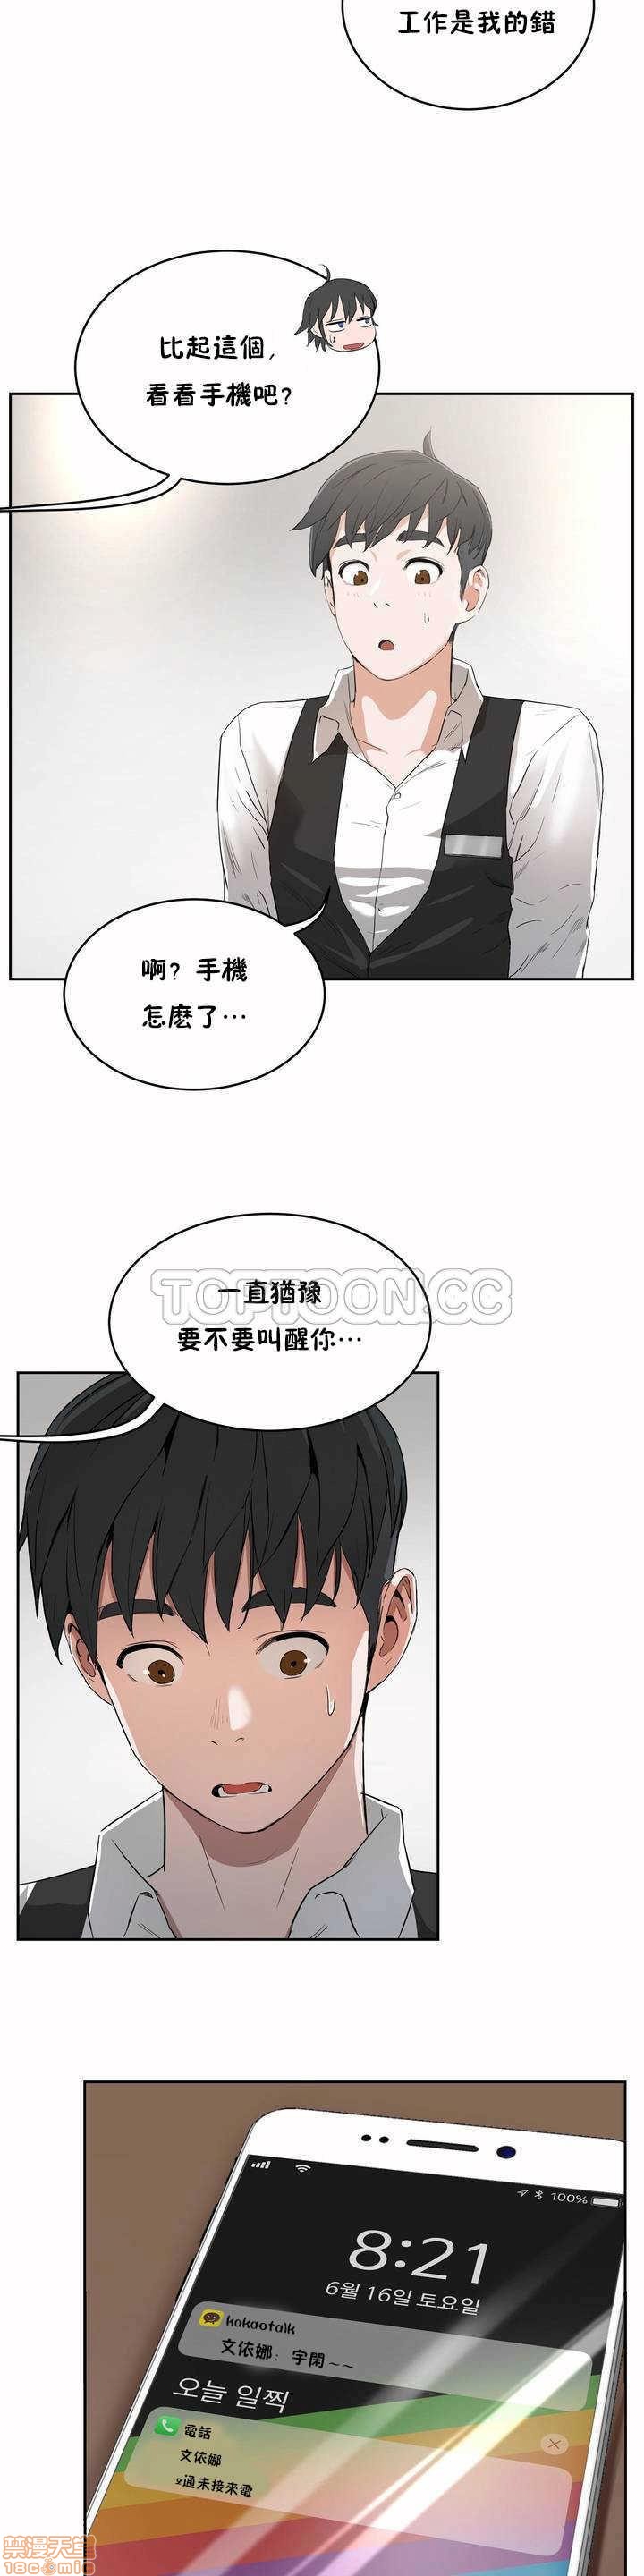 工作是我的錯
比起這個，
看看手機吧？
啊？手機
怎麽了…
TOPTOON.CC
一直猶豫
要不要叫醒你…
100%
8:21
6월 16일 토요일
kakaotalk
文依娜：宇閑～～
오늘 일찍
電話
文依娜
2通未接來電
禁漫天堂
18comic